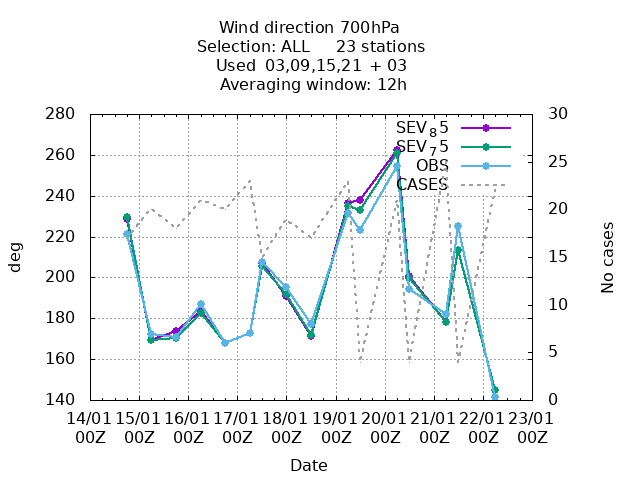 Wind direction 700hPa
Selection: ALL 23 stations
Used 03,09,15,21 + 03
Averaging window: 12h
280 30
SEV_85
SEV_75
OBS
CASES
260 25
240
220 20
200 15
180 10
160 5
140 0
deg
No cases
14/01 15/01 16/01 17/01 18/01 19/01 20/01 21/01 22/01 23/01
00Z 00Z 00Z 00Z 00Z 00Z 00Z 00Z 00Z 00Z
Date